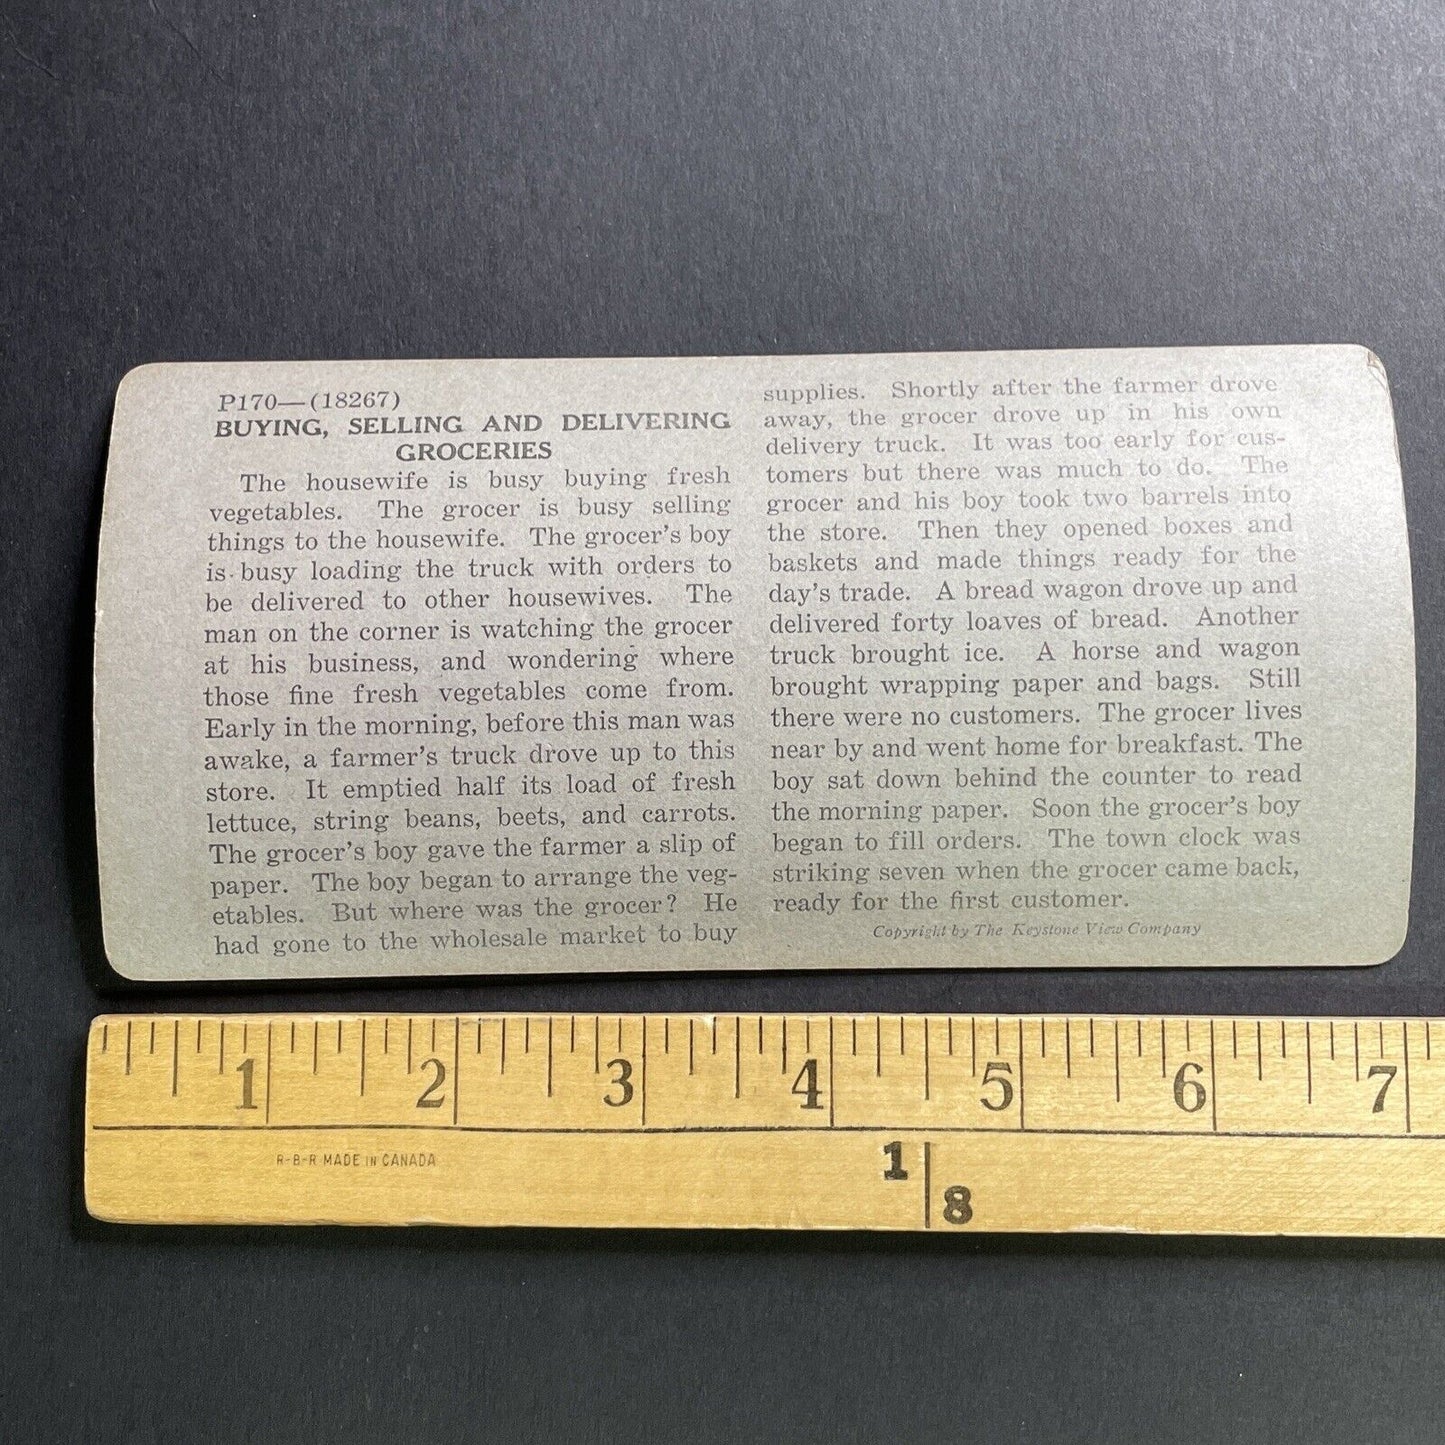 P170—(18267)
BUYING, SELLING AND DELIVERING
GROCERIES
The housewife is busy buying fresh
vegetables. The grocer is busy selling
things to the housewife. The grocer's boy
is busy loading the truck with orders to
be delivered to other housewives. The
man on the corner is watching the grocer
at his business, and wondering where
those fine fresh vegetables come from.
Early in the morning, before this man was
awake, a farmer's truck drove up to this
store. It emptied half its load of fresh
lettuce, string beans, beets, and carrots.
The grocer's boy gave the farmer a slip of
paper. The boy began to arrange the veg-
etables. But where was the grocer? He
had gone to the wholesale market to buy
supplies. Shortly after the farmer drove
away, the grocer drove up in his own
delivery truck. It was too early for cus-
tomers but there was much to do. The
grocer and his boy took two barrels into
the store. Then they opened boxes and
baskets and made things ready for the
day's trade. A bread wagon drove up and
delivered forty loaves of bread. Another
truck brought ice. A horse and wagon
brought wrapping paper and bags. Still
there were no customers. The grocer lives
near by and went home for breakfast. The
boy sat down behind the counter to read
the morning paper. Soon the grocer's boy
began to fill orders. The town clock was
striking seven when the grocer came back,
ready for the first customer.
Copyright by The Keystone View Company
1 2 3 4 5 6 7
R-B-R MADE IN CANADA
1 8